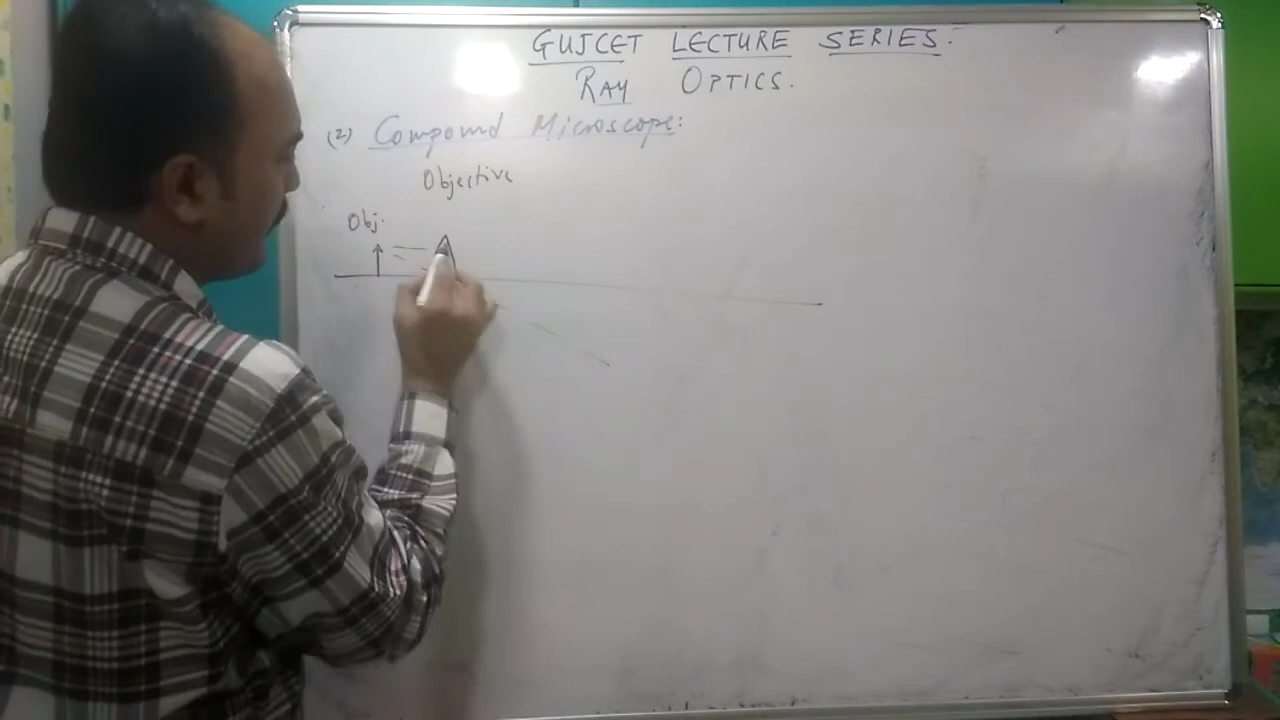 GUJCET LECTURE SERIES.
RAY OPTICS.
(2) Compound Microscope:
Objective
Obj.